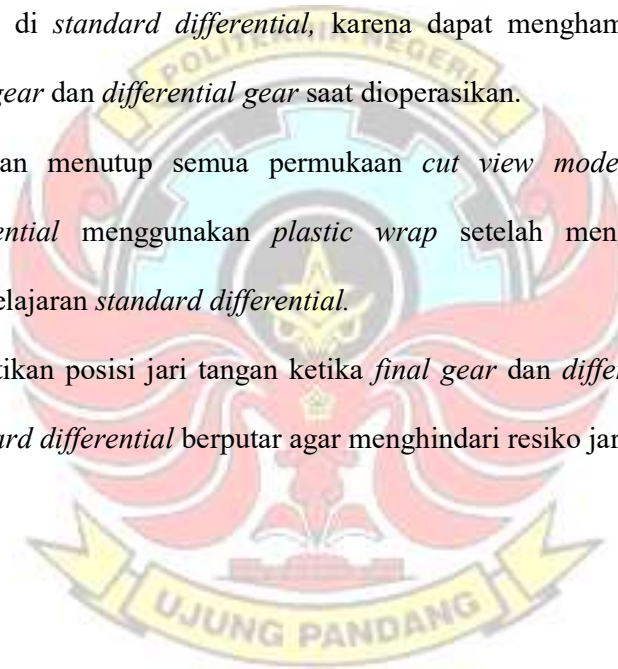 di standard differential, karena dapat mengham
gear dan differential gear saat dioperasikan.
an menutup semua permukaan cut view mode
ential menggunakan plastic wrap setelah men
elajaran standard differential.
tikan posisi jari tangan ketika final gear dan differ
ard differential berputar agar menghindari resiko jar
POLITEKNIK NEGERI
UJUNG PANDANG